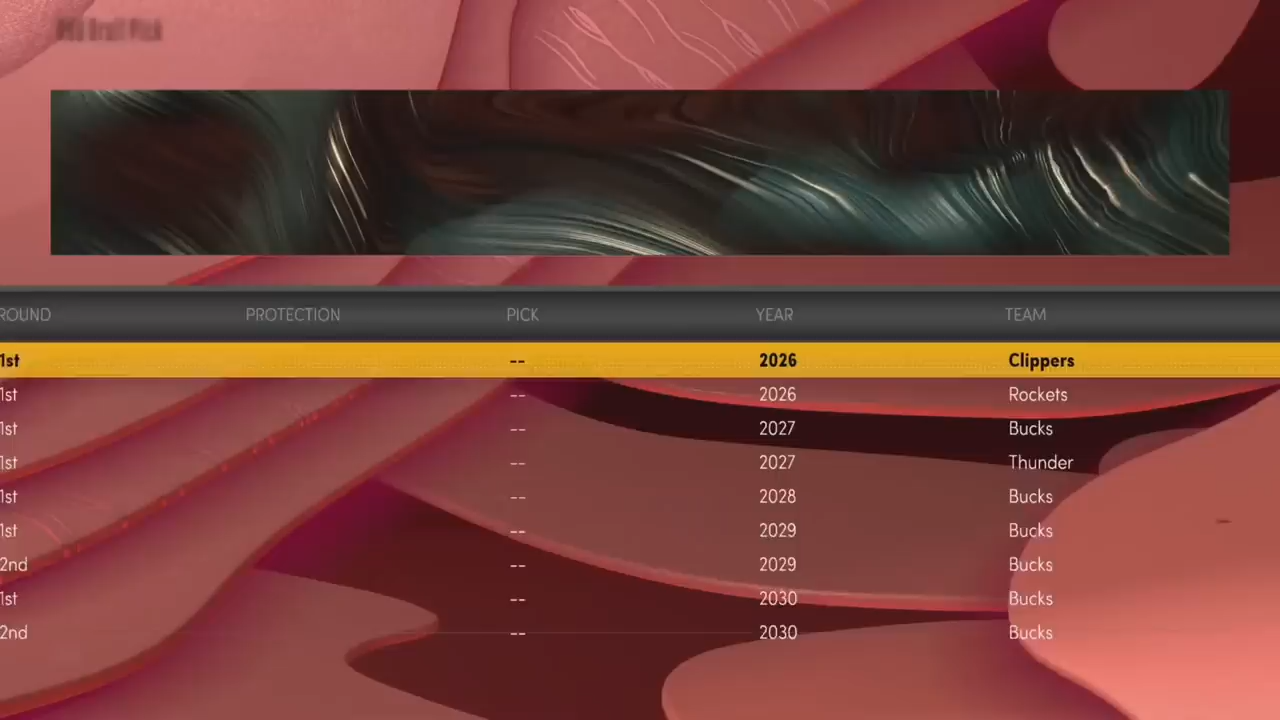 ROUND PROTECTION PICK YEAR TEAM
1st -- 2026 Clippers
1st -- 2026 Rockets
1st -- 2027 Bucks
1st -- 2027 Thunder
1st -- 2028 Bucks
1st -- 2029 Bucks
2nd -- 2029 Bucks
1st -- 2030 Bucks
2nd -- 2030 Bucks